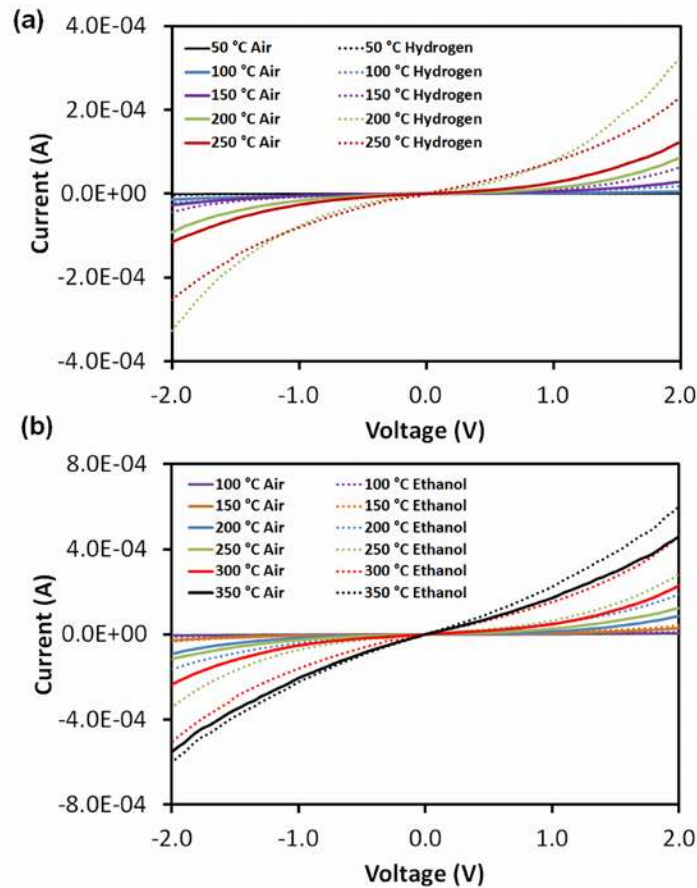 (a)
4.0E-04
2.0E-04
0.0E+00
-2.0E-04
-4.0E-04
Current (A)
50 °C Air 50 °C Hydrogen
100 °C Air 100 °C Hydrogen
150 °C Air 150 °C Hydrogen
200 °C Air 200 °C Hydrogen
250 °C Air 250 °C Hydrogen
-2.0 -1.0 0.0 1.0 2.0
Voltage (V)
(b)
8.0E-04
4.0E-04
0.0E+00
-4.0E-04
-8.0E-04
Current (A)
100 °C Air 100 °C Ethanol
150 °C Air 150 °C Ethanol
200 °C Air 200 °C Ethanol
250 °C Air 250 °C Ethanol
300 °C Air 300 °C Ethanol
350 °C Air 350 °C Ethanol
-2.0 -1.0 0.0 1.0 2.0
Voltage (V)